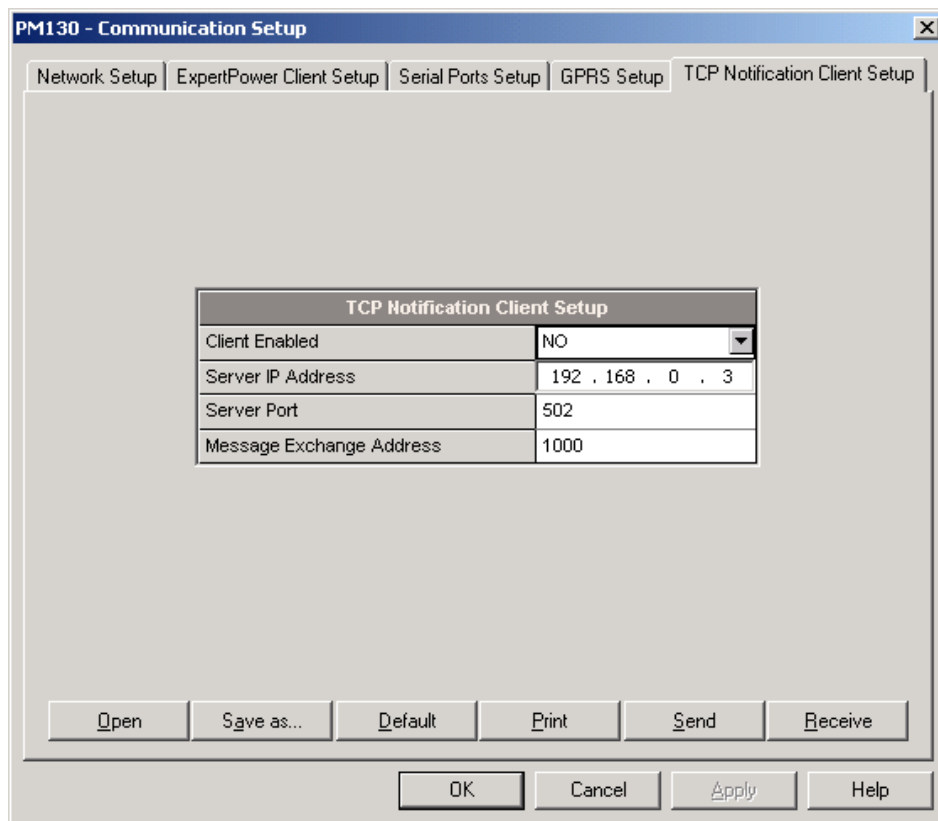 PM130 - Communication Setup
Network Setup ExpertPower Client Setup Serial Ports Setup GPRS Setup TCP Notification Client Setup
TCP Notification Client Setup
Client Enabled NO
Server IP Address 192 . 168 . 0 . 3
Server Port 502
Message Exchange Address 1000
Open Save as... Default Print Send Receive
OK Cancel Apply Help